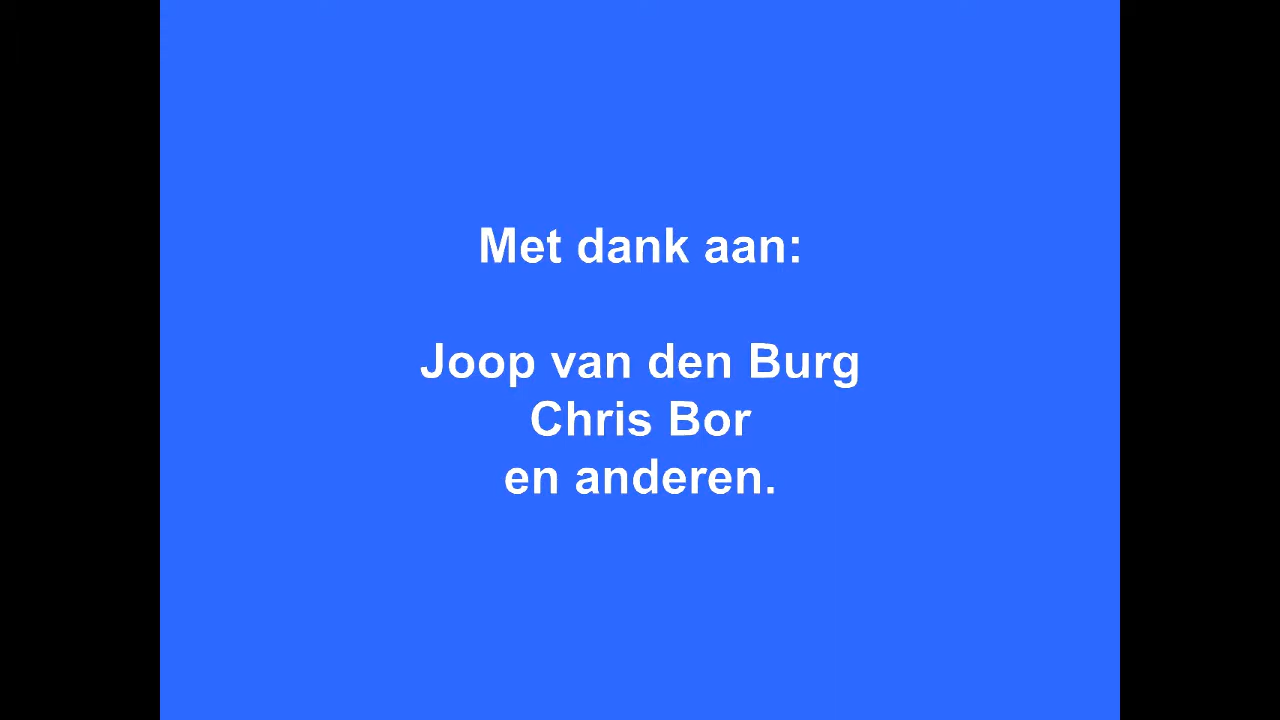 Met dank aan:
Joop van den Burg
Chris Bor
en anderen.